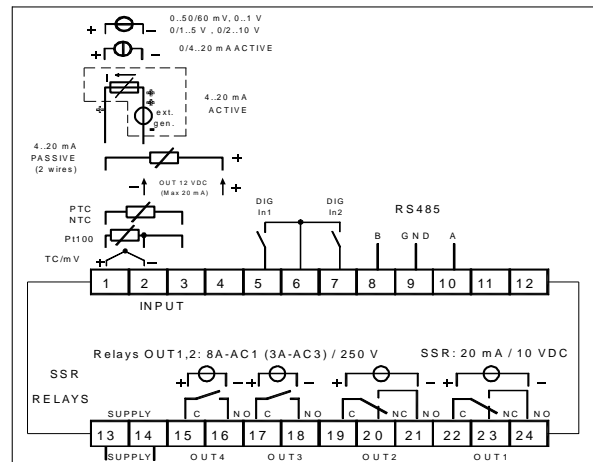 0..50/60 mV, 0..1 V
0/1..5 V , 0/2..10 V
+ -
0/4..20 mA ACTIVE
+ -
I
4..20 mA
ACTIVE
ext.
gen.
+
-
4..20 mA
PASSIVE
(2 wires)
+
OUT 12 VDC
(Max 20 mA)
- +
PTC
NTC
Pt100
TC/mV
+ -
DIG
In1
DIG
In2
RS485
B GND A
1 2 3 4 5 6 7 8 9 10 11 12
INPUT
Relays OUT1,2: 8A-AC1 (3A-AC3) / 250 V
SSR: 20 mA / 10 VDC
SSR
RELAYS
+ - + - + - + -
SUPPLY C NO C NO C NC NO C NC NO
13 14 15 16 17 18 19 20 21 22 23 24
SUPPLY OUT4 OUT3 OUT2 OUT1